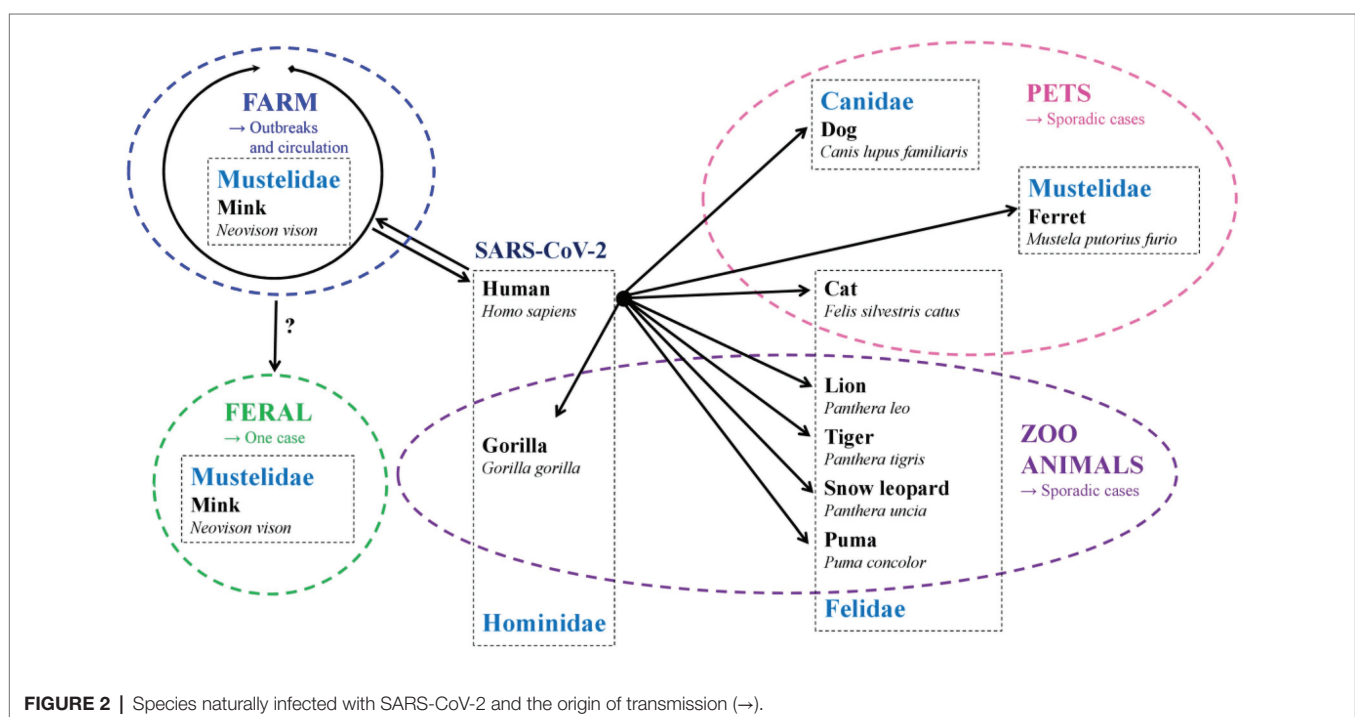 FARM
→ Outbreaks
and circulation
Mustelidae
Mink
Neovison vison
?
FERAL
→ One case
Mustelidae
Mink
Neovison vison
SARS-CoV-2
Human
Homo sapiens
Gorilla
Gorilla gorilla
Hominidae
Canidae
Dog
Canis lupus familiaris
PETS
→ Sporadic cases
Mustelidae
Ferret
Mustela putorius furio
Cat
Felis silvestris catus
Lion
Panthera leo
Tiger
Panthera tigris
Snow leopard
Panthera uncia
Puma
Puma concolor
Felidae
ZOO
ANIMALS
→ Sporadic cases
FIGURE 2 | Species naturally infected with SARS-CoV-2 and the origin of transmission (→).